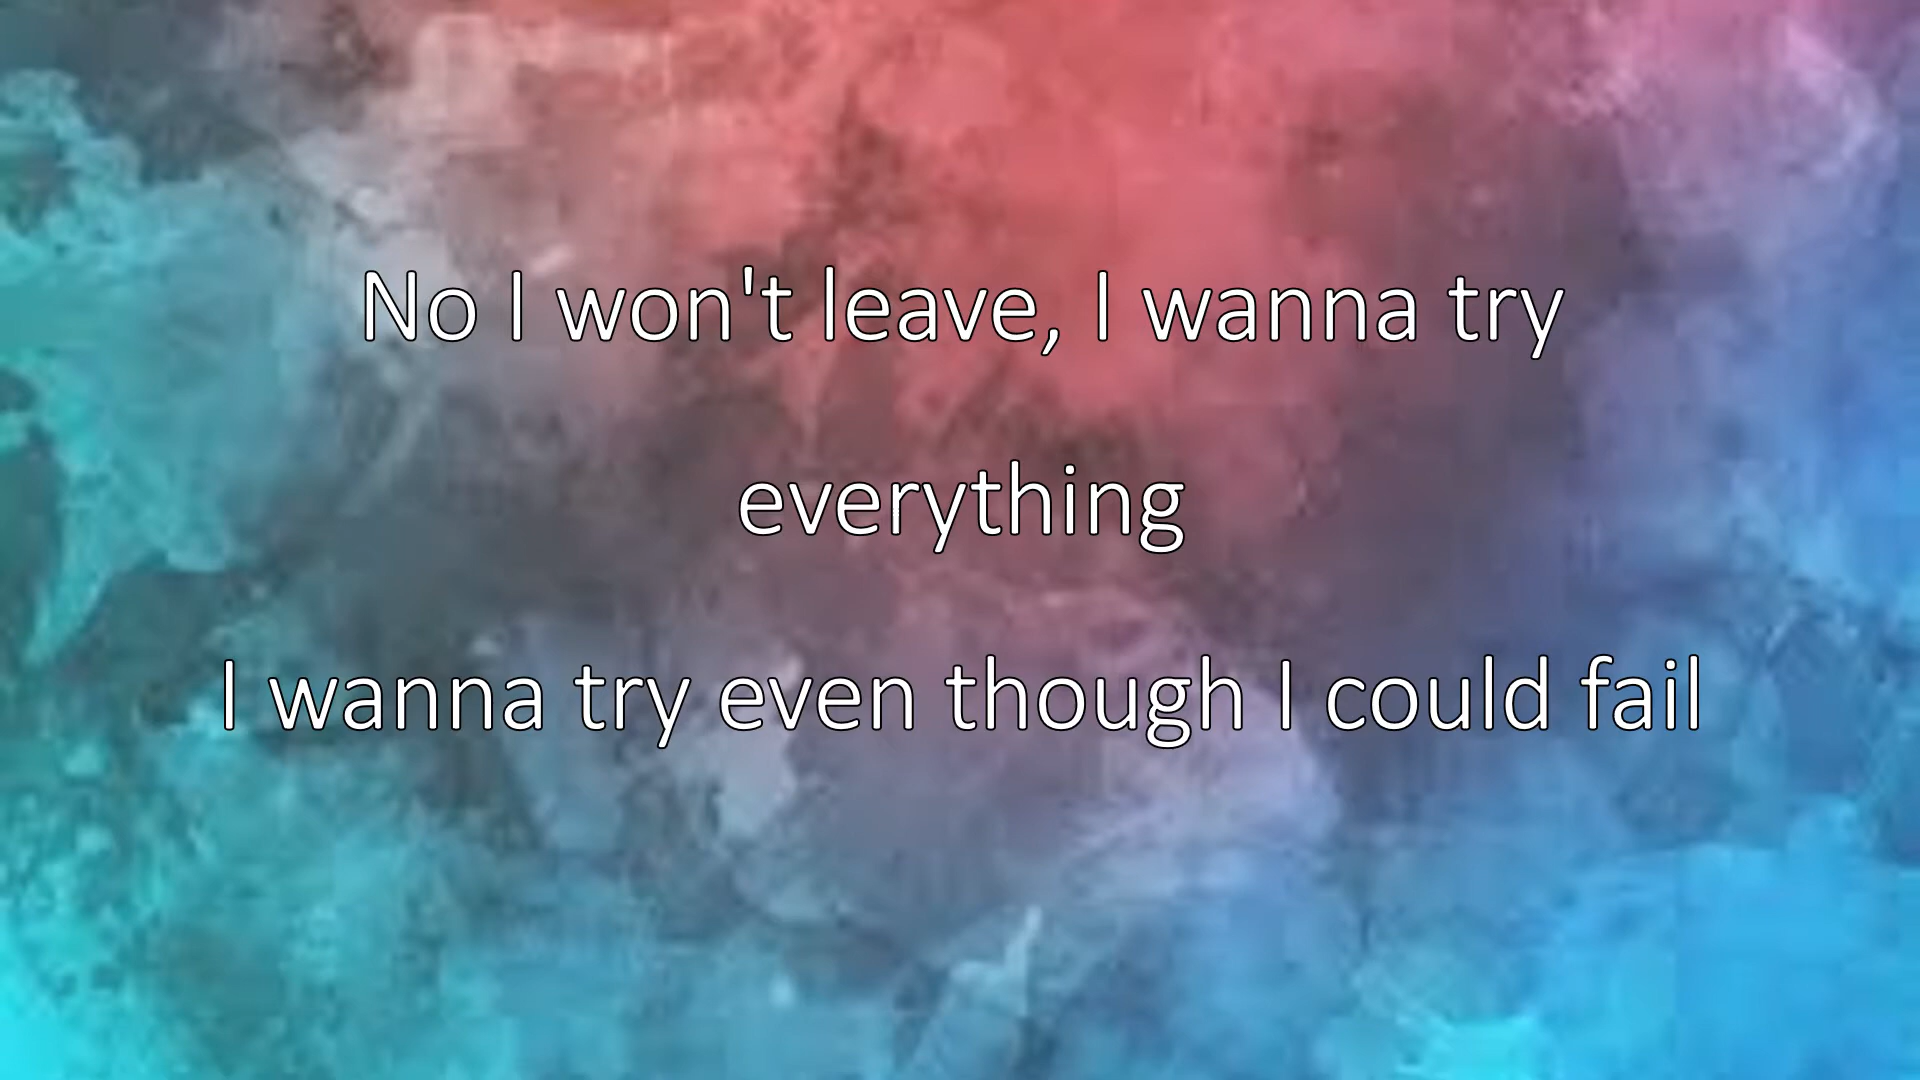 No I won't leave, I wanna try
everything
I wanna try even though I could fail